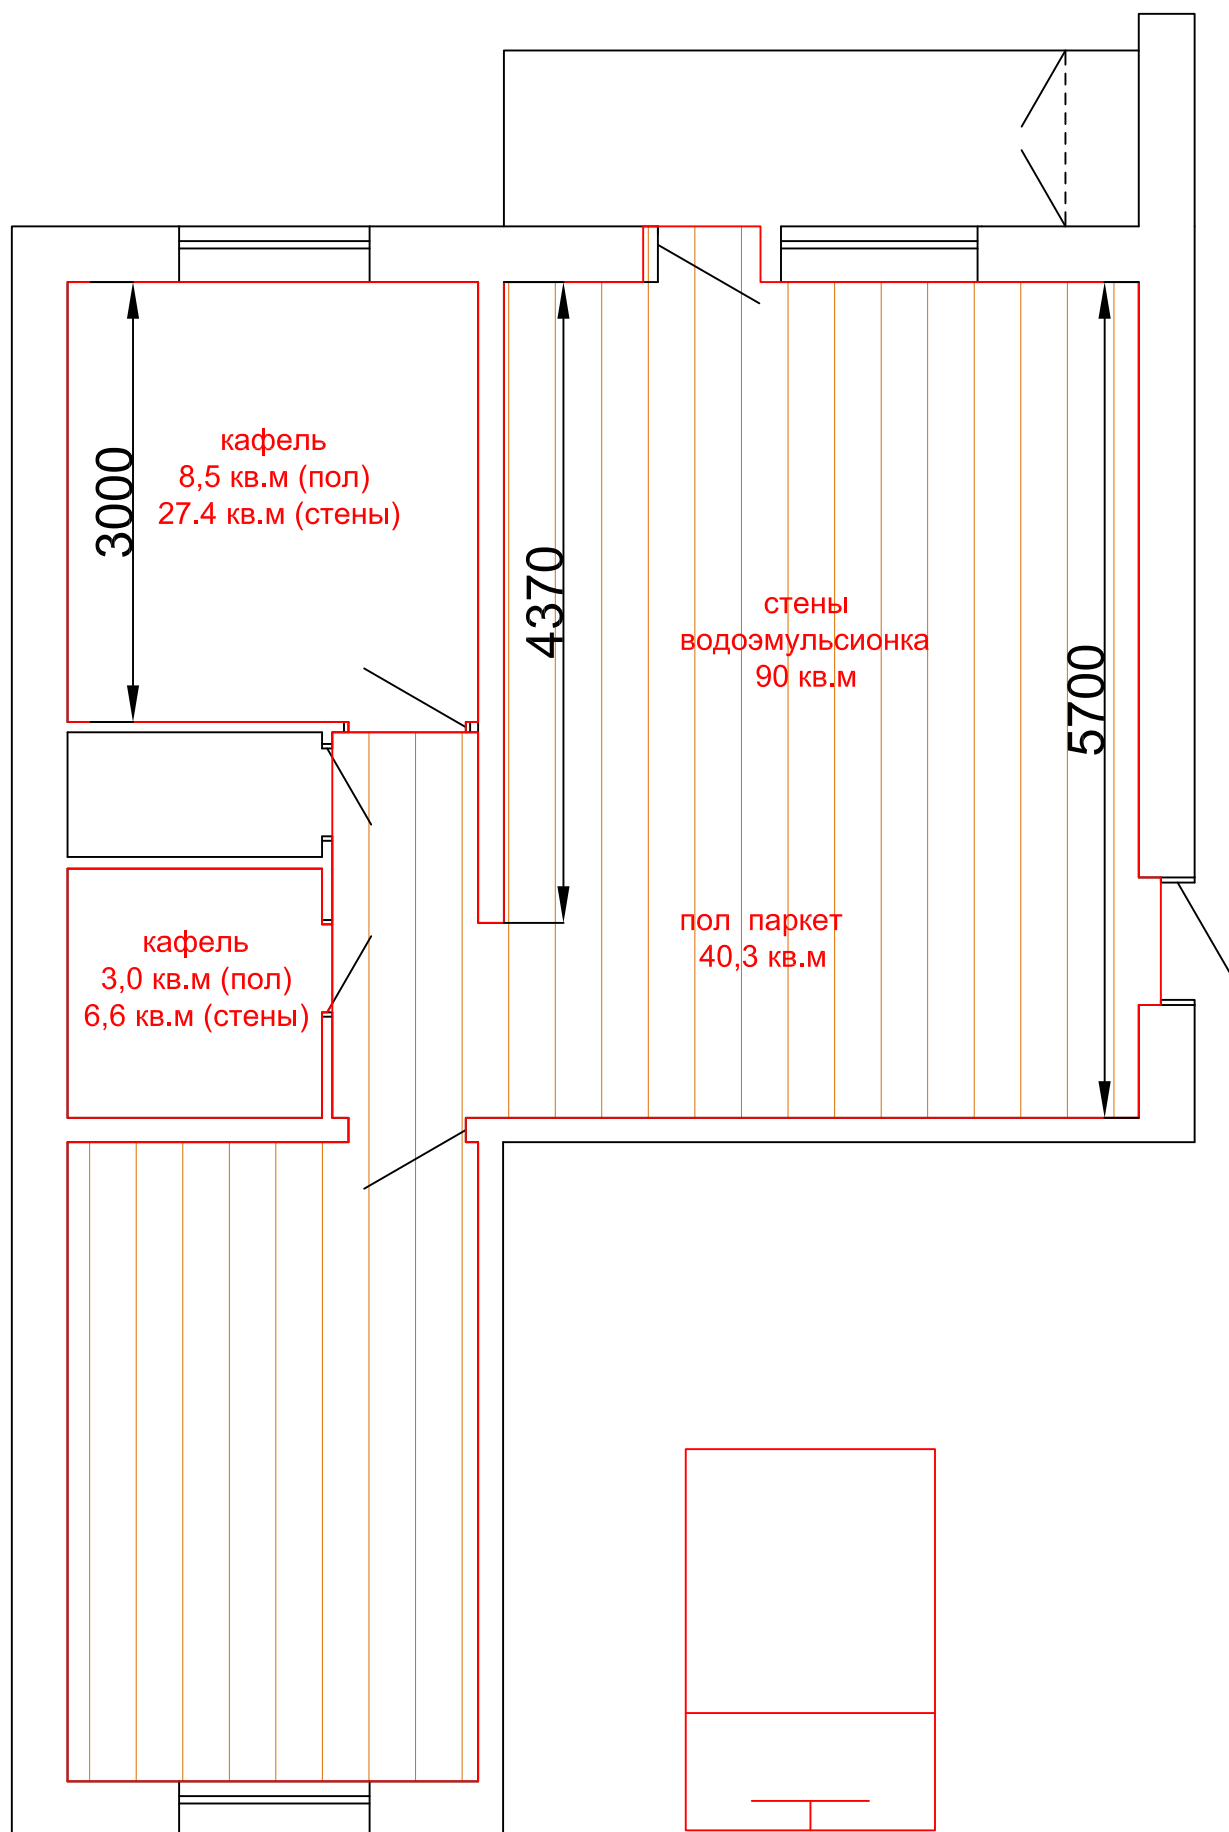 кафель
8,5 кв.м (пол)
27.4 кв.м (стены)
3000
4370
стены
водоэмульсионка
90 кв.м
5700
пол паркет
40,3 кв.м
кафель
3,0 кв.м (пол)
6,6 кв.м (стены)